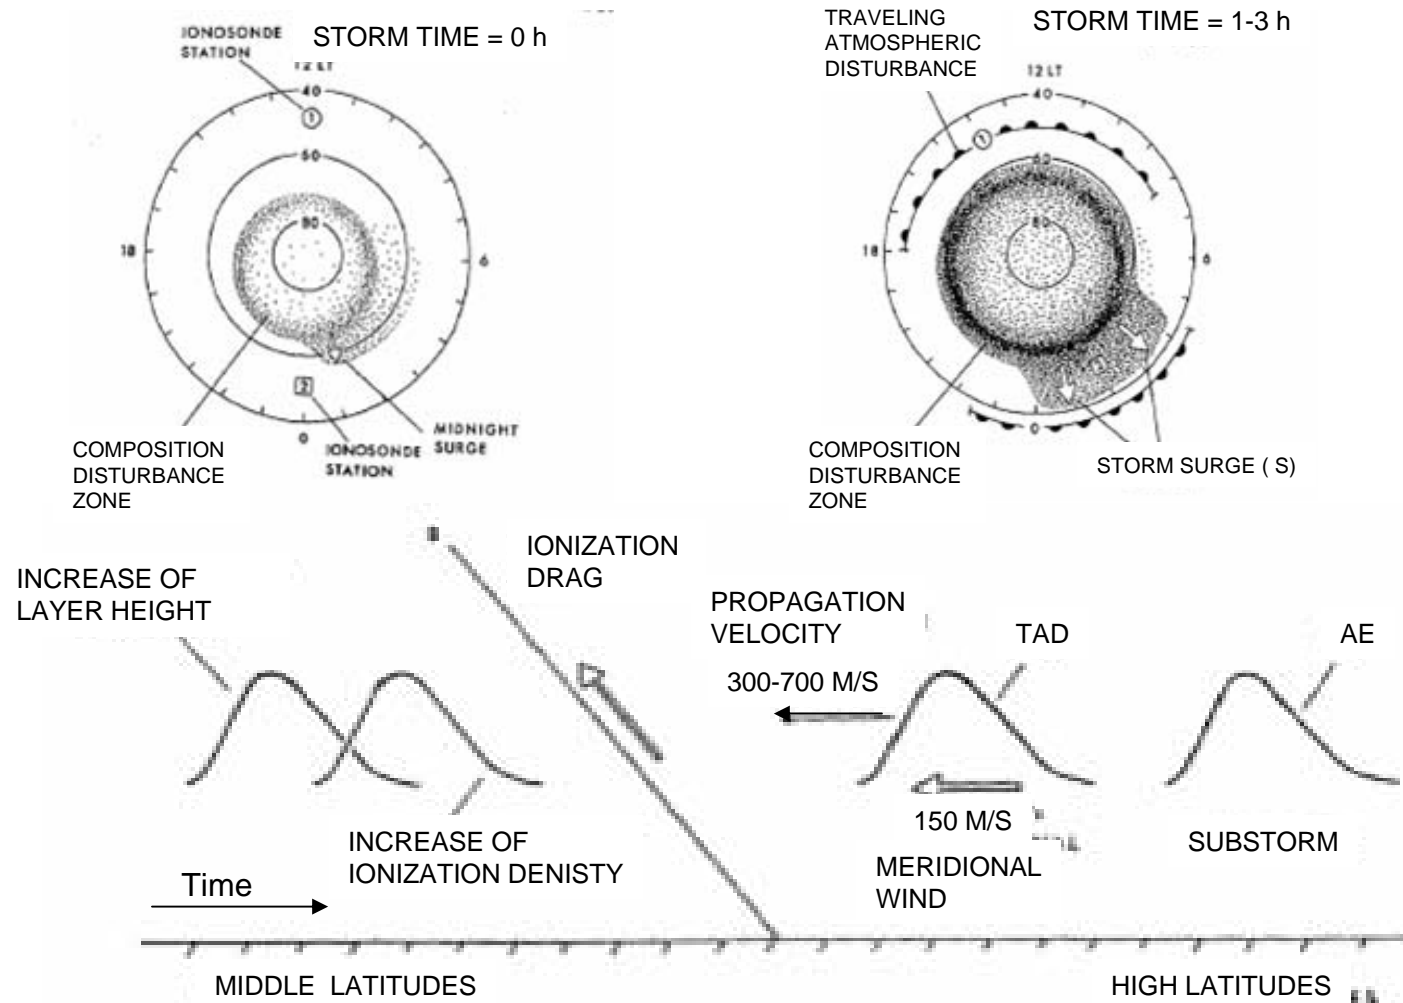 IONOSONDE
STATION
STORM TIME = 0 h
12 LT
40
1
50
80
18
6
2
0
COMPOSITION
DISTURBANCE
ZONE
IONOSONDE
STATION
MIDNIGHT
SURGE
TRAVELING
ATMOSPHERIC
DISTURBANCE
STORM TIME = 1-3 h
12 LT
40
1
60
80
18
6
0
COMPOSITION
DISTURBANCE
ZONE
STORM SURGE ( S)
INCREASE OF
LAYER HEIGHT
IONIZATION
DRAG
PROPAGATION
VELOCITY
300-700 M/S
TAD
AE
150 M/S
MERIDIONAL
WIND
SUBSTORM
INCREASE OF
IONIZATION DENISTY
Time
MIDDLE LATITUDES
HIGH LATITUDES